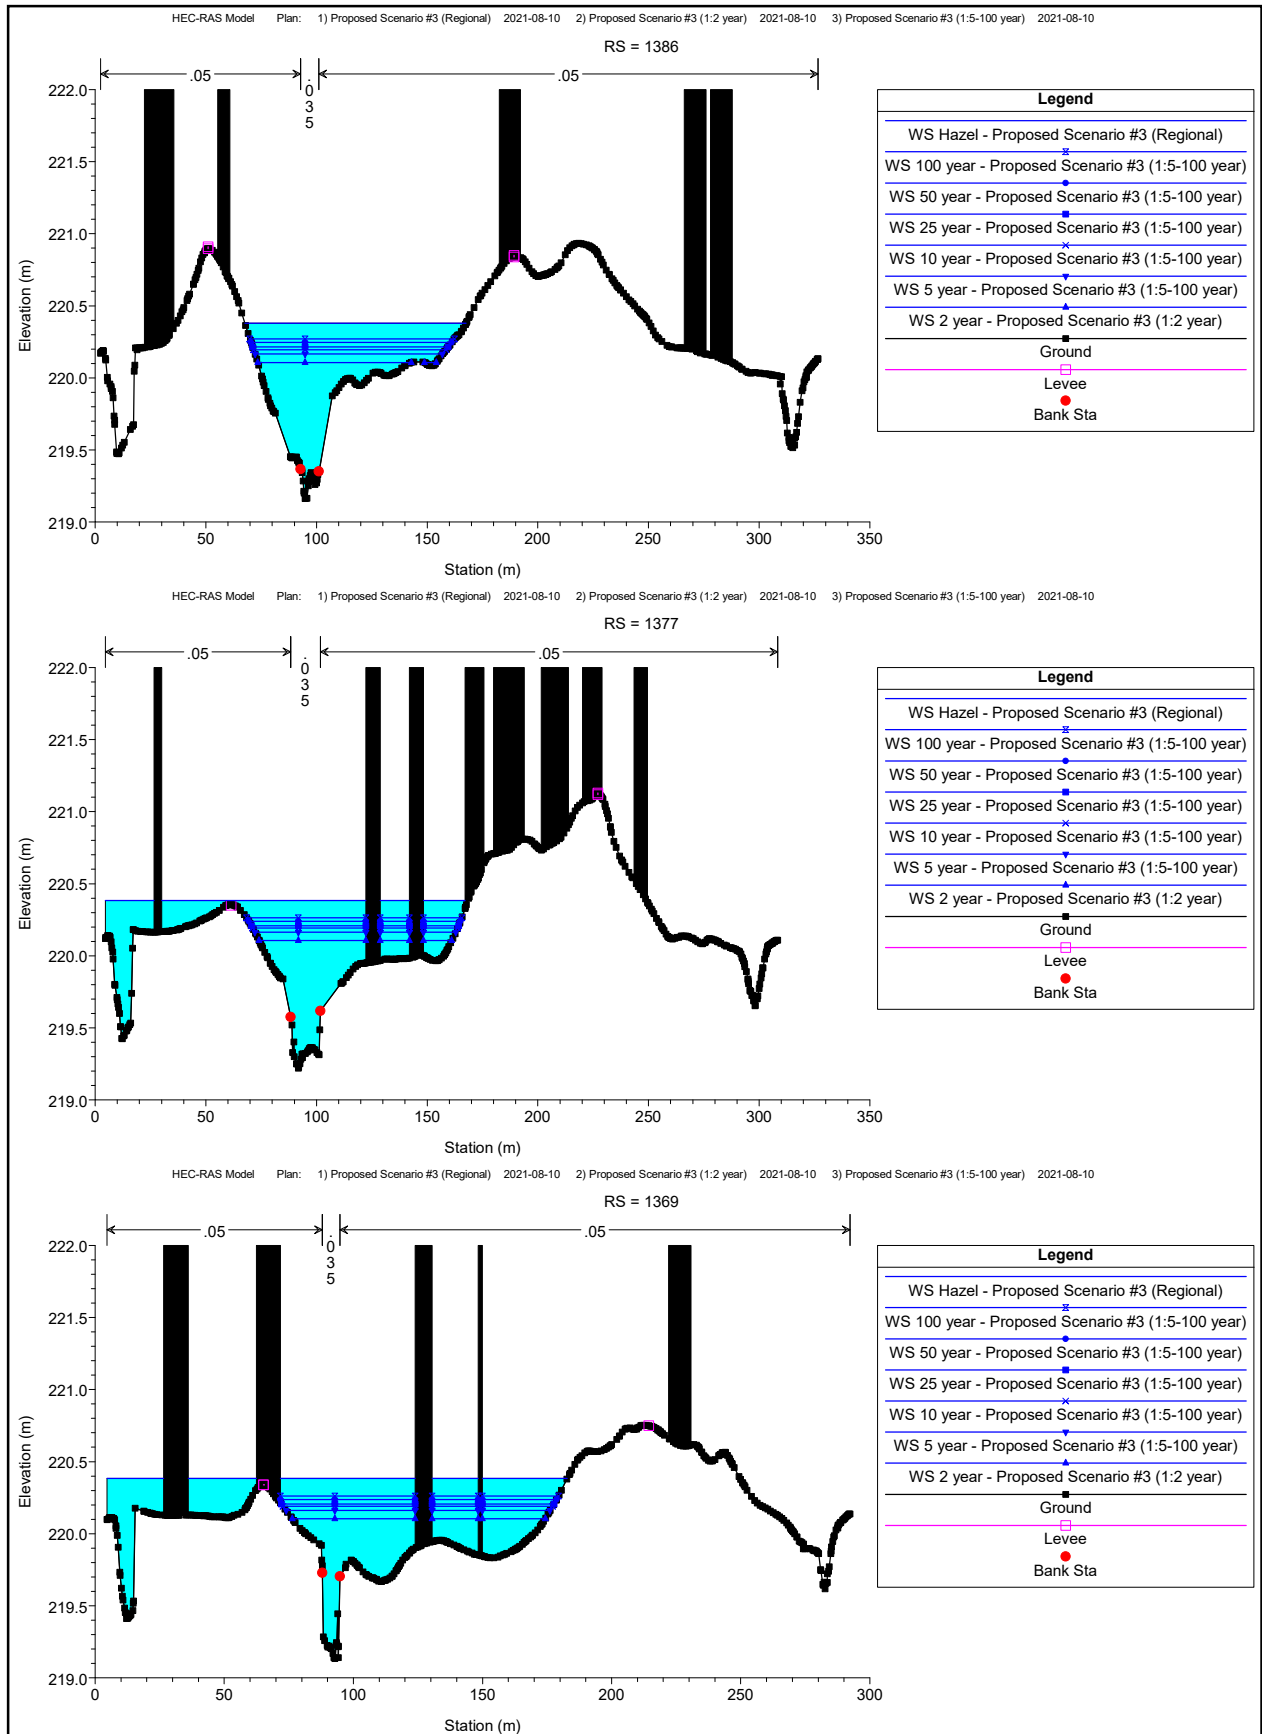 HEC-RAS Model Plan: 1) Proposed Scenario #3 (Regional) 2021-08-10 2) Proposed Scenario #3 (1:2 year) 2021-08-10 3) Proposed Scenario #3 (1:5-100 year) 2021-08-10
RS = 1386
.05
.035
.05
222.0
221.5
221.0
220.5
220.0
219.5
219.0
Elevation (m)
0 50 100 150 200 250 300 350
Station (m)
Legend
WS Hazel - Proposed Scenario #3 (Regional)
WS 100 year - Proposed Scenario #3 (1:5-100 year)
WS 50 year - Proposed Scenario #3 (1:5-100 year)
WS 25 year - Proposed Scenario #3 (1:5-100 year)
WS 10 year - Proposed Scenario #3 (1:5-100 year)
WS 5 year - Proposed Scenario #3 (1:5-100 year)
WS 2 year - Proposed Scenario #3 (1:2 year)
Ground
Levee
Bank Sta
HEC-RAS Model Plan: 1) Proposed Scenario #3 (Regional) 2021-08-10 2) Proposed Scenario #3 (1:2 year) 2021-08-10 3) Proposed Scenario #3 (1:5-100 year) 2021-08-10
RS = 1377
.05
.035
.05
222.0
221.5
221.0
220.5
220.0
219.5
219.0
Elevation (m)
0 50 100 150 200 250 300 350
Station (m)
Legend
WS Hazel - Proposed Scenario #3 (Regional)
WS 100 year - Proposed Scenario #3 (1:5-100 year)
WS 50 year - Proposed Scenario #3 (1:5-100 year)
WS 25 year - Proposed Scenario #3 (1:5-100 year)
WS 10 year - Proposed Scenario #3 (1:5-100 year)
WS 5 year - Proposed Scenario #3 (1:5-100 year)
WS 2 year - Proposed Scenario #3 (1:2 year)
Ground
Levee
Bank Sta
HEC-RAS Model Plan: 1) Proposed Scenario #3 (Regional) 2021-08-10 2) Proposed Scenario #3 (1:2 year) 2021-08-10 3) Proposed Scenario #3 (1:5-100 year) 2021-08-10
RS = 1369
.05
.035
.05
222.0
221.5
221.0
220.5
220.0
219.5
219.0
Elevation (m)
0 50 100 150 200 250 300
Station (m)
Legend
WS Hazel - Proposed Scenario #3 (Regional)
WS 100 year - Proposed Scenario #3 (1:5-100 year)
WS 50 year - Proposed Scenario #3 (1:5-100 year)
WS 25 year - Proposed Scenario #3 (1:5-100 year)
WS 10 year - Proposed Scenario #3 (1:5-100 year)
WS 5 year - Proposed Scenario #3 (1:5-100 year)
WS 2 year - Proposed Scenario #3 (1:2 year)
Ground
Levee
Bank Sta